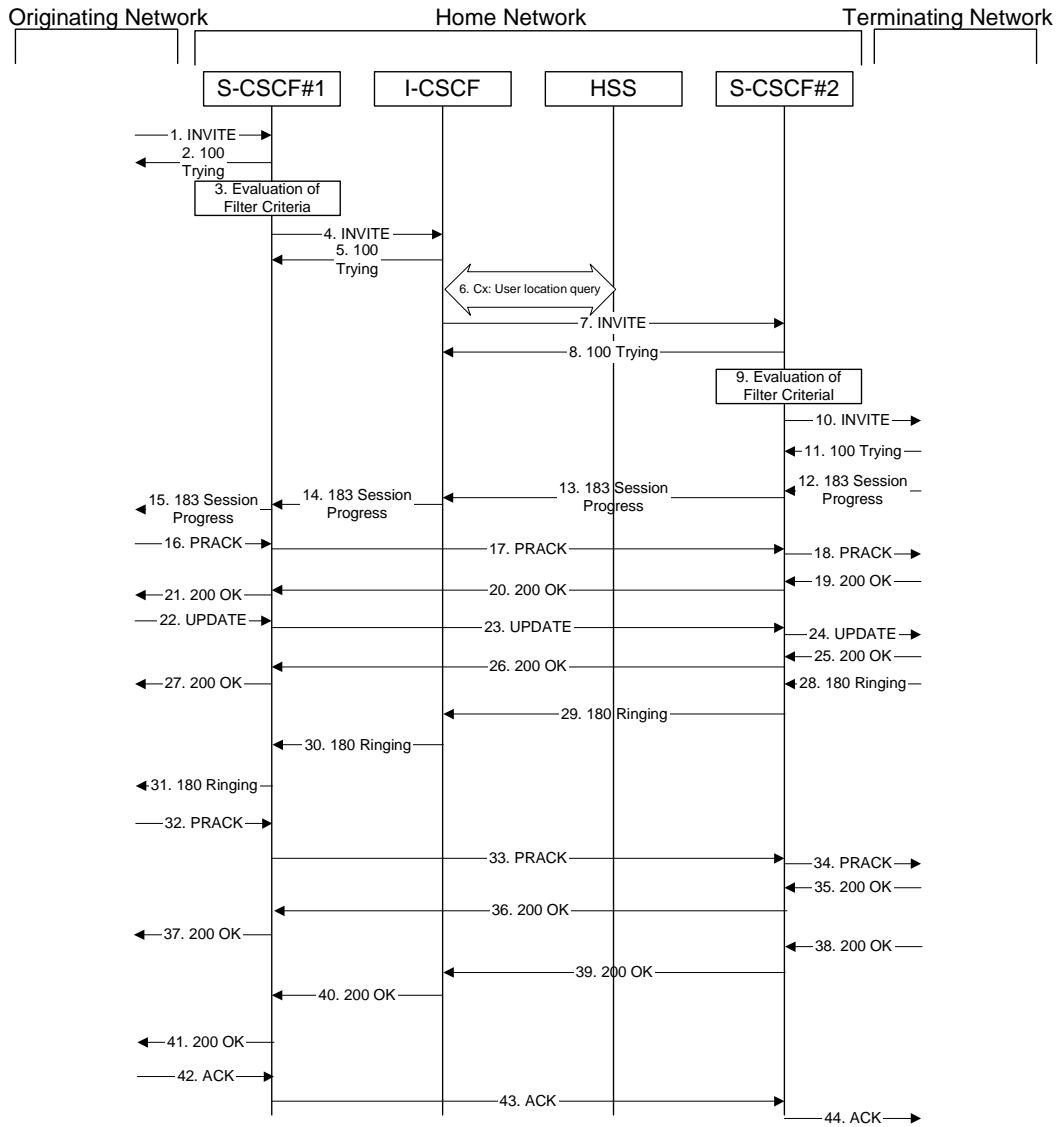 Originating Network
Home Network
Terminating Network
S-CSCF#1
I-CSCF
HSS
S-CSCF#2
1. INVITE
2. 100
Trying
3. Evaluation of
Filter Criteria
4. INVITE
5. 100
Trying
6. Cx: User location query
7. INVITE
8. 100 Trying
9. Evaluation of
Filter Criterial
10. INVITE
11. 100 Trying
12. 183 Session
Progress
13. 183 Session
Progress
14. 183 Session
Progress
15. 183 Session
Progress
16. PRACK
17. PRACK
18. PRACK
19. 200 OK
20. 200 OK
21. 200 OK
22. UPDATE
23. UPDATE
24. UPDATE
25. 200 OK
26. 200 OK
27. 200 OK
28. 180 Ringing
29. 180 Ringing
30. 180 Ringing
31. 180 Ringing
32. PRACK
33. PRACK
34. PRACK
35. 200 OK
36. 200 OK
37. 200 OK
38. 200 OK
39. 200 OK
40. 200 OK
41. 200 OK
42. ACK
43. ACK
44. ACK